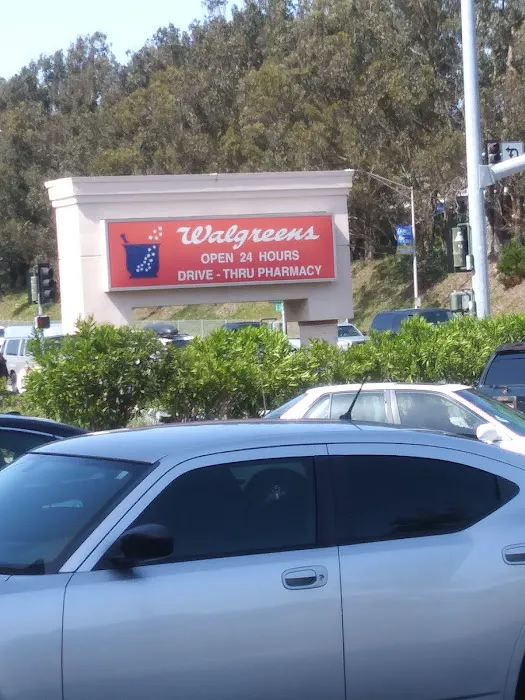 Walgreens
OPEN 24 HOURS
DRIVE - THRU PHARMACY